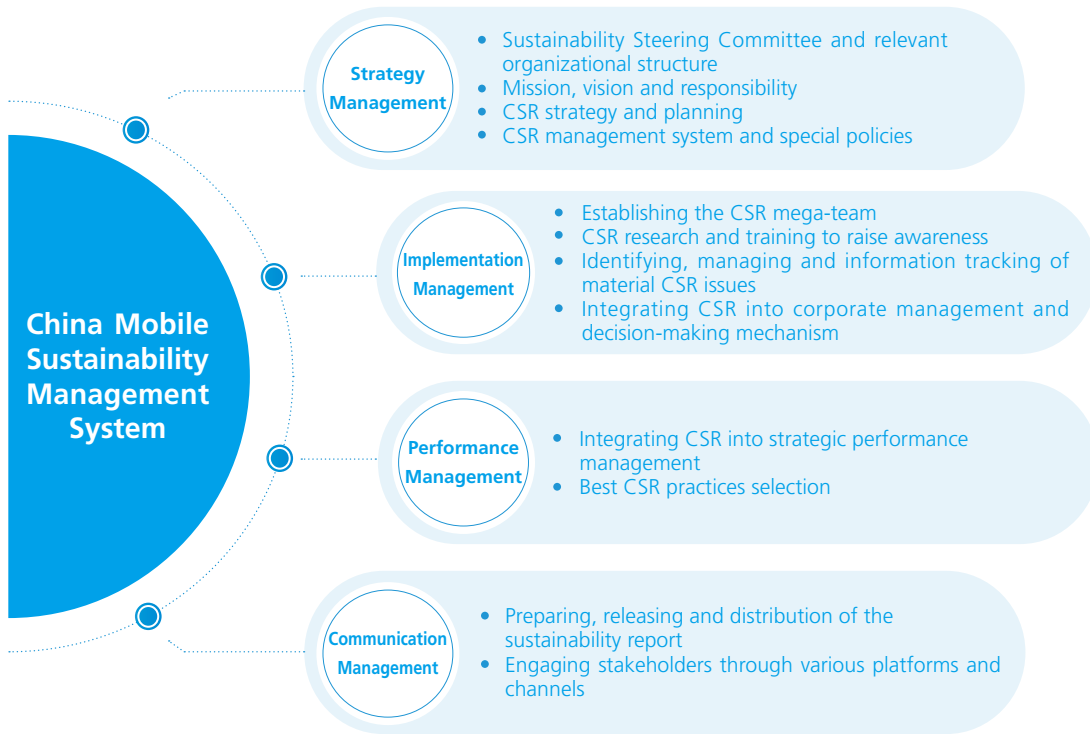 China Mobile
Sustainability
Management
System
Strategy
Management
• Sustainability Steering Committee and relevant
organizational structure
• Mission, vision and responsibility
• CSR strategy and planning
• CSR management system and special policies
Implementation
Management
• Establishing the CSR mega-team
• CSR research and training to raise awareness
• Identifying, managing and information tracking of
material CSR issues
• Integrating CSR into corporate management and
decision-making mechanism
Performance
Management
• Integrating CSR into strategic performance
management
• Best CSR practices selection
Communication
Management
• Preparing, releasing and distribution of the
sustainability report
• Engaging stakeholders through various platforms and
channels